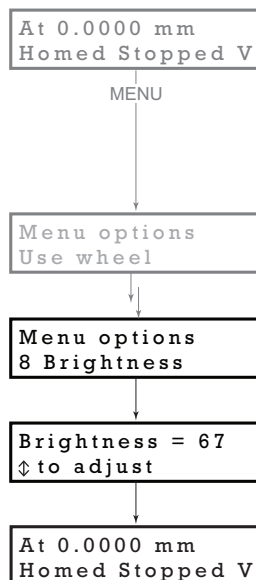 At 0.0000 mm
Homed Stopped V
MENU
Menu options
Use wheel
Menu options
8 Brightness
Brightness = 67
⇕ to adjust
At 0.0000 mm
Homed Stopped V